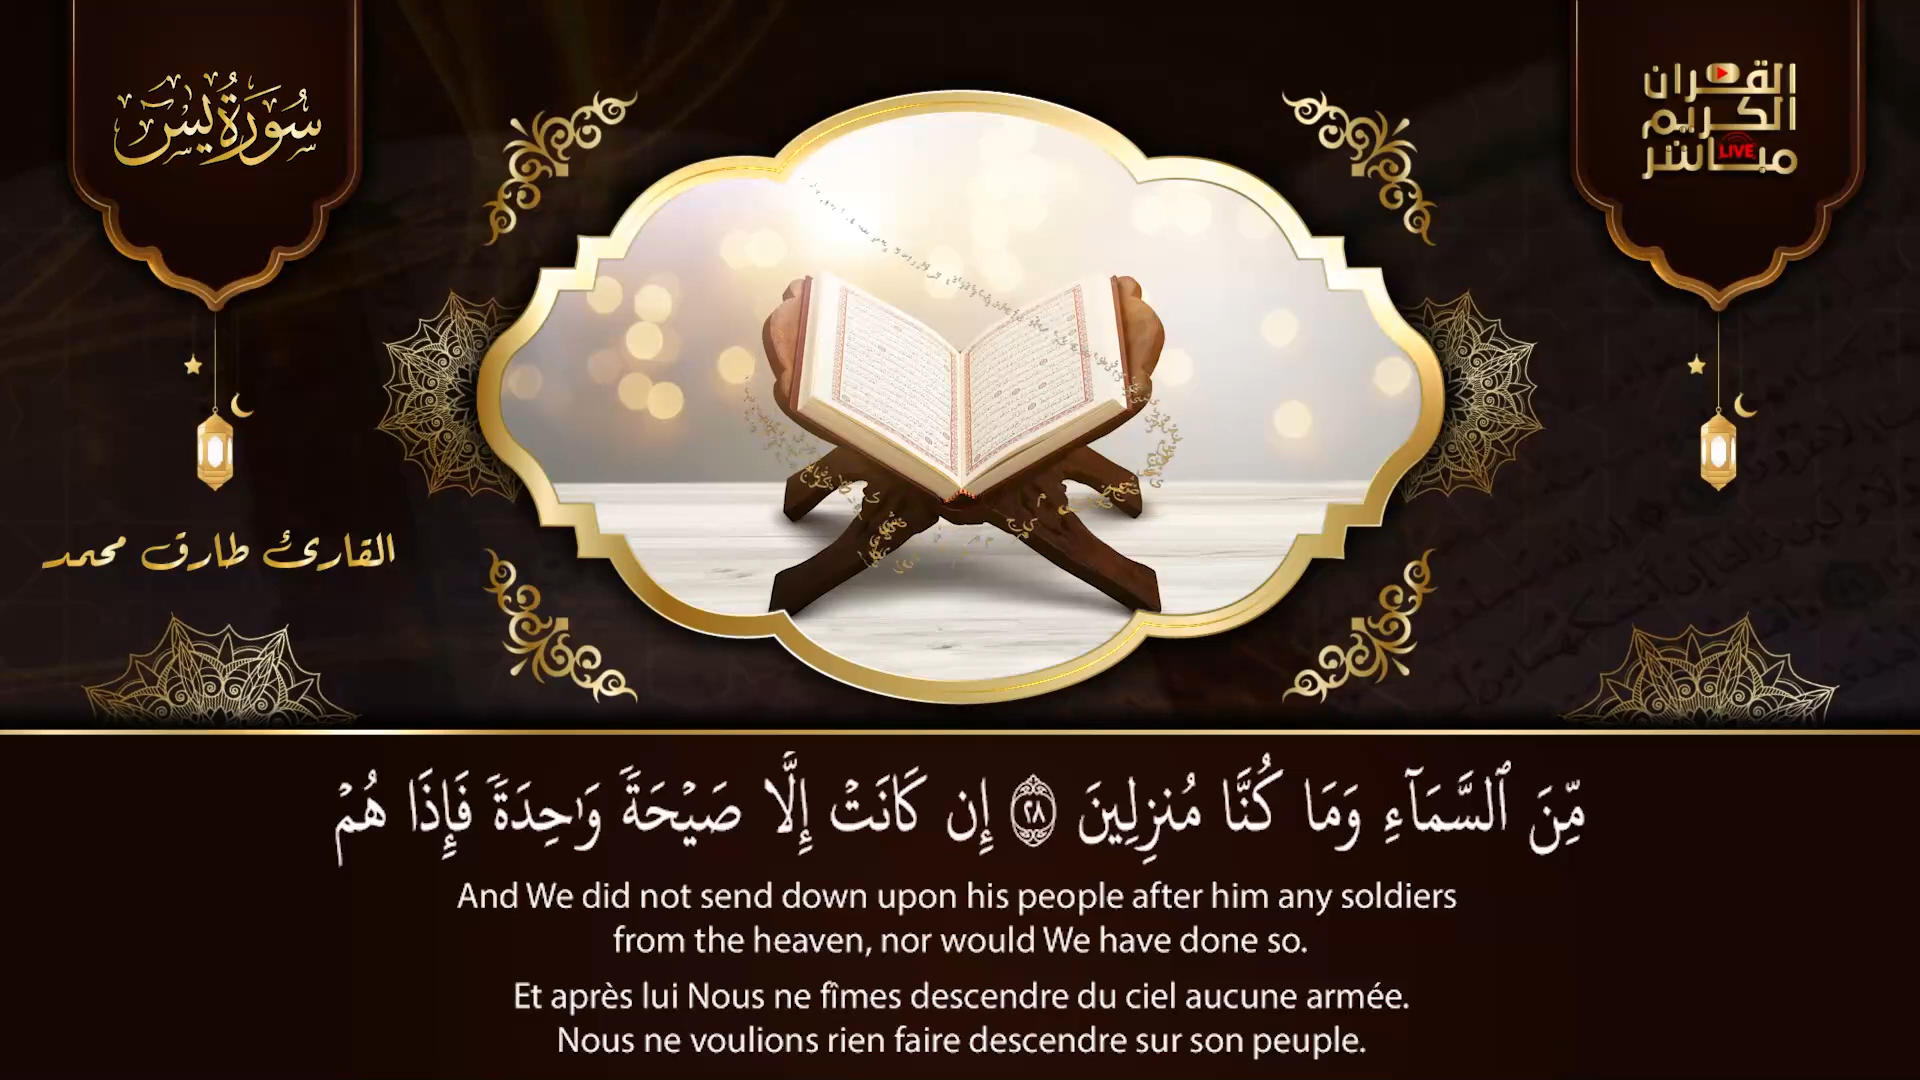 سُورَةُ يس
القرآن
الكريم
مباشر
LIVE
القارئ طارق محمد
مِّنَ ٱلسَّمَآءِ وَمَا كُنَّا مُنزِلِينَ ٢٨ إِن كَانَتْ إِلَّا صَيْحَةً وَٰحِدَةً فَإِذَا هُمْ
And We did not send down upon his people after him any soldiers
from the heaven, nor would We have done so.
Et après lui Nous ne fîmes descendre du ciel aucune armée.
Nous ne voulions rien faire descendre sur son peuple.